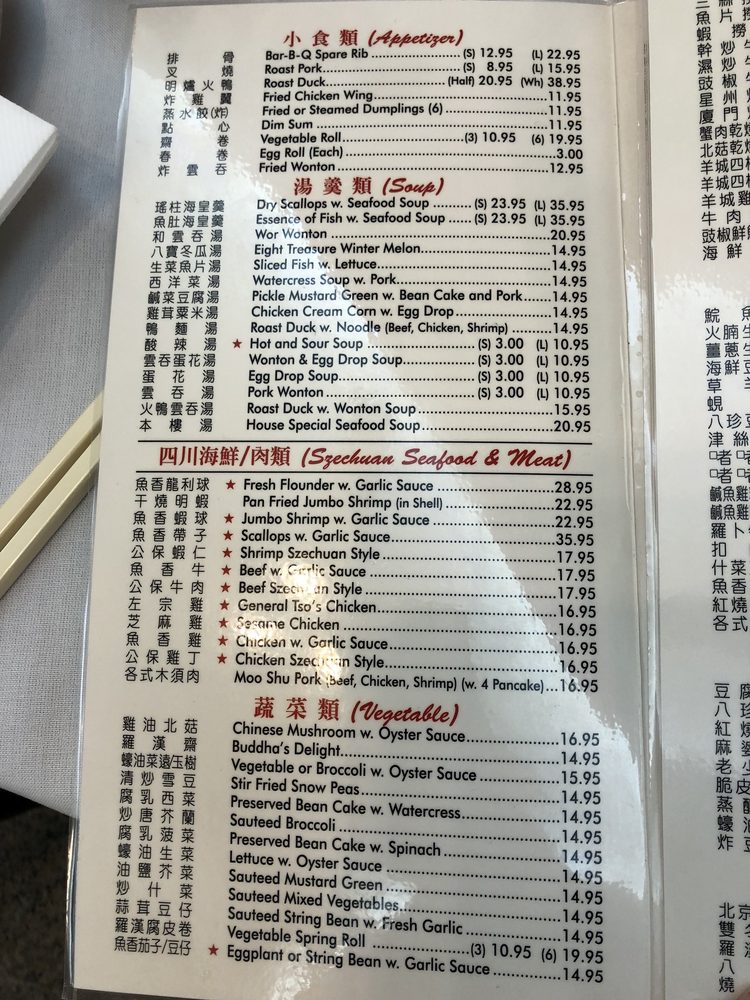 小食類 (Appetizer)
排骨 Bar-B-Q Spare Rib (S) 12.95 (L) 22.95
叉燒 Roast Pork (S) 8.95 (L) 15.95
明爐火鴨 Roast Duck (Half) 20.95 (Wh) 38.95
炸雞翼 Fried Chicken Wing 11.95
蒸水餃(炸) Fried or Steamed Dumplings (6) 11.95
點心 Dim Sum 11.95
齋卷 Vegetable Roll (3) 10.95 (6) 19.95
春卷 Egg Roll (Each) 3.00
炸雲吞 Fried Wonton 12.95
湯羹類 (Soup)
瑤柱海皇羹 Dry Scallops w. Seafood Soup (S) 23.95 (L) 35.95
魚肚海皇羹 Essence of Fish w. Seafood Soup (S) 23.95 (L) 35.95
和雲吞湯 Wor Wonton 20.95
八寶冬瓜湯 Eight Treasure Winter Melon 14.95
生菜魚片湯 Sliced Fish w. Lettuce 14.95
西洋菜湯 Watercress Soup w. Pork 14.95
鹹菜豆腐湯 Pickle Mustard Green w. Bean Cake and Pork 14.95
雞茸粟米湯 Chicken Cream Corn w. Egg Drop 14.95
鴨麵湯 Roast Duck w. Noodle (Beef, Chicken, Shrimp) 14.95
酸辣湯 ★ Hot and Sour Soup (S) 3.00 (L) 10.95
雲吞蛋花湯 Wonton & Egg Drop Soup (S) 3.00 (L) 10.95
蛋花湯 Egg Drop Soup (S) 3.00 (L) 10.95
雲吞湯 Pork Wonton (S) 3.00 (L) 10.95
火鴨雲吞湯 Roast Duck w. Wonton Soup 15.95
本樓湯 House Special Seafood Soup 20.95
四川海鮮/肉類 (Szechuan Seafood & Meat)
魚香龍利球 ★ Fresh Flounder w. Garlic Sauce 28.95
干燒明蝦 Pan Fried Jumbo Shrimp (in Shell) 22.95
魚香蝦球 ★ Jumbo Shrimp w. Garlic Sauce 22.95
魚香帶子 ★ Scallops w. Garlic Sauce 35.95
公保蝦仁 ★ Shrimp Szechuan Style 17.95
魚香牛 ★ Beef w. Garlic Sauce 17.95
公保牛肉 ★ Beef Szechuan Style 17.95
左宗雞 ★ General Tso's Chicken 16.95
芝麻雞 ★ Sesame Chicken 16.95
魚香雞 ★ Chicken w. Garlic Sauce 16.95
公保雞丁 ★ Chicken Szechuan Style 16.95
各式木須肉 Moo Shu Pork (Beef, Chicken, Shrimp) (w. 4 Pancake) 16.95
蔬菜類 (Vegetable)
雞油北菇 Chinese Mushroom w. Oyster Sauce 16.95
羅漢齋 Buddha's Delight 14.95
蠔油菜遠/玉樹 Vegetable or Broccoli w. Oyster Sauce 15.95
清炒雪豆 Stir Fried Snow Peas 14.95
腐乳西菜 Preserved Bean Cake w. Watercress 14.95
炒唐芥蘭 Sauteed Broccoli 14.95
腐乳菠菜 Preserved Bean Cake w. Spinach 14.95
蠔油生菜 Lettuce w. Oyster Sauce 14.95
油鹽芥菜 Sauteed Mustard Green 14.95
炒什菜 Sauteed Mixed Vegetables 14.95
蒜茸豆仔 Sauteed String Bean w. Fresh Garlic 14.95
羅漢腐皮卷 Vegetable Spring Roll (3) 10.95 (6) 19.95
魚香茄子/豆仔 ★ Eggplant or String Bean w. Garlic Sauce 14.95